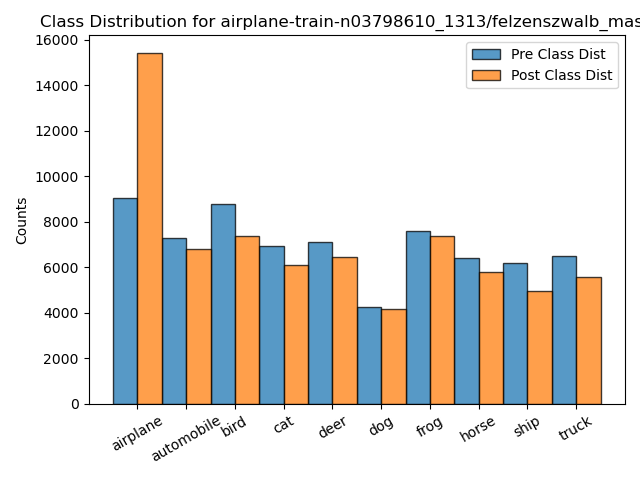 Class Distribution for airplane-train-n03798610_1313/felzenszwalb_mas
16000
14000
12000
10000
8000
6000
4000
2000
0
Counts
Pre Class Dist
Post Class Dist
airplane
automobile
bird
cat
deer
dog
frog
horse
ship
truck